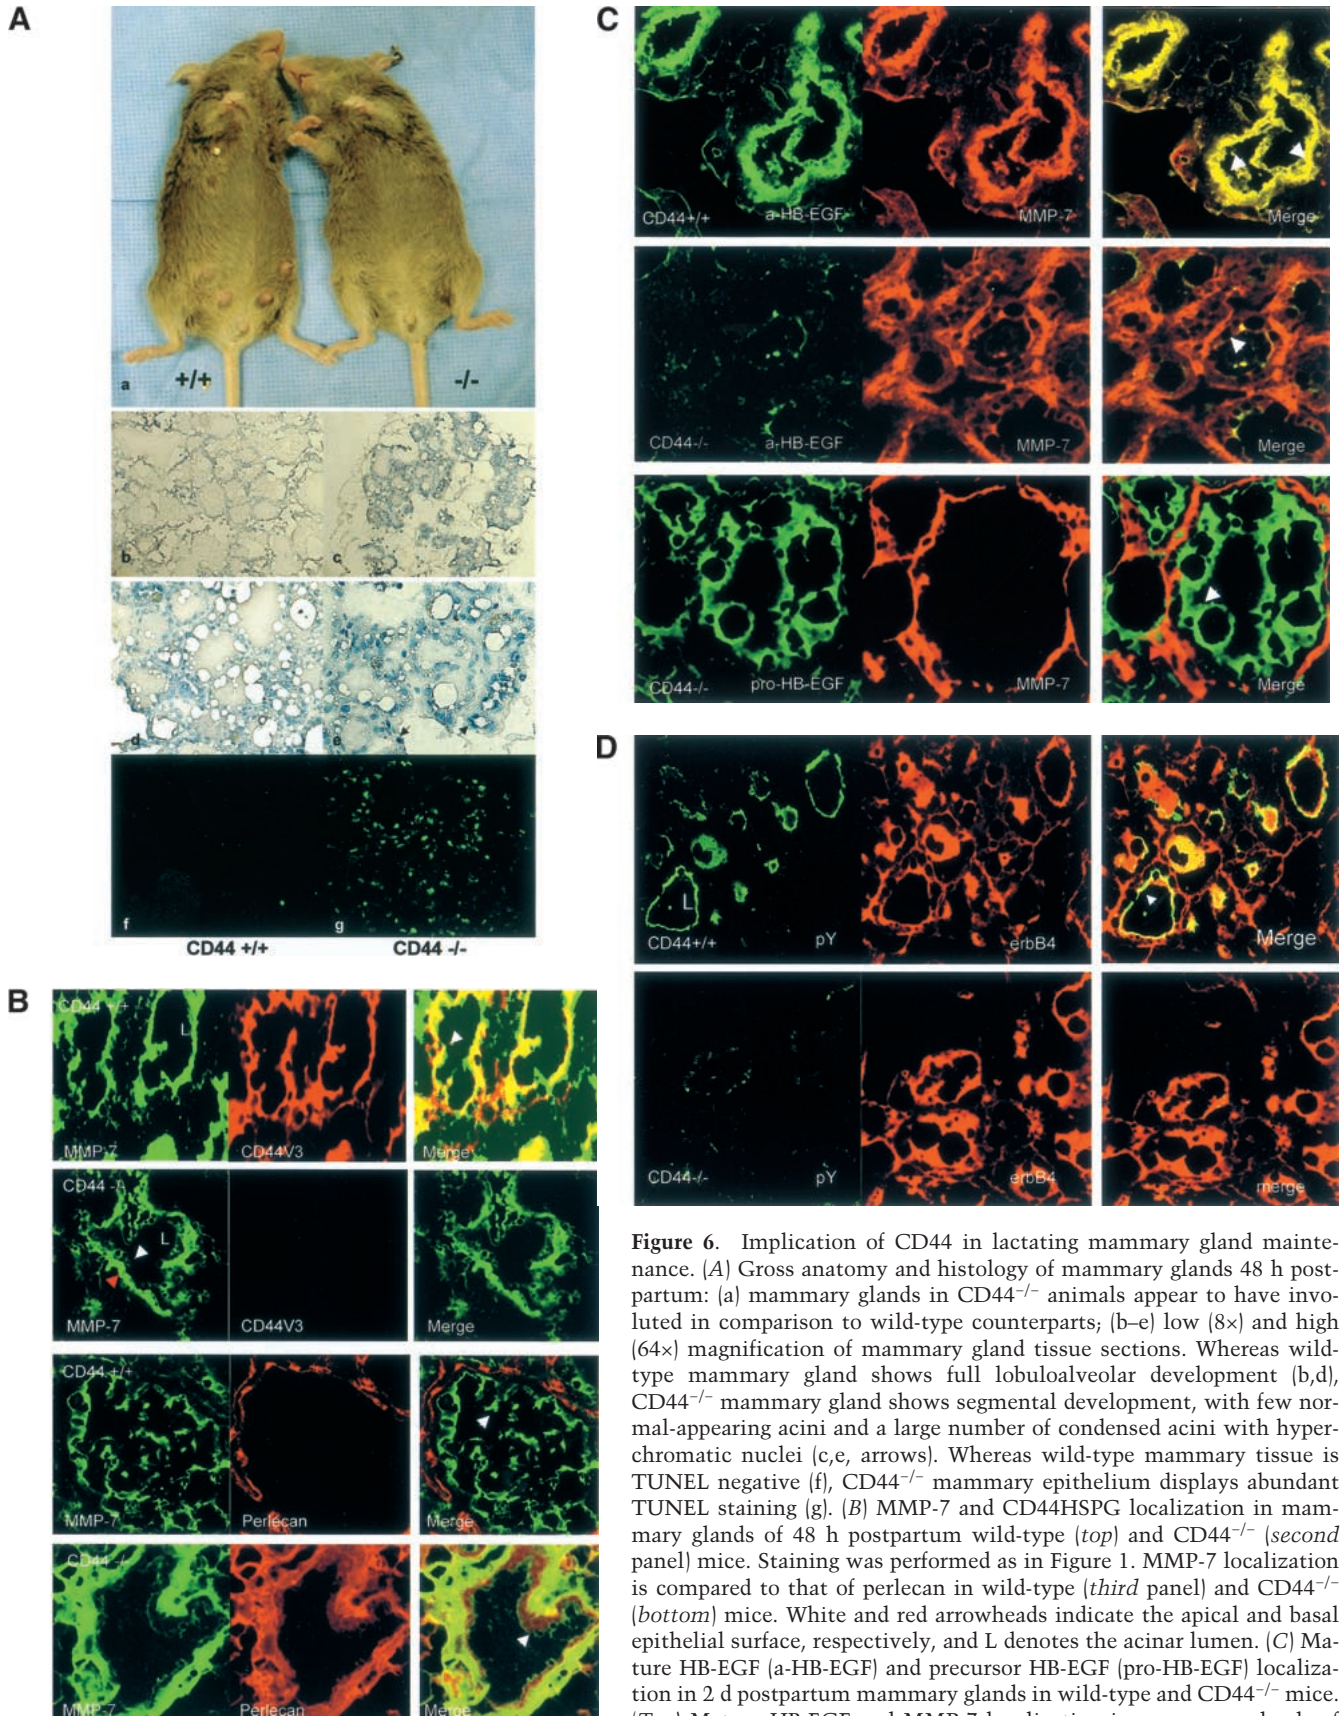 A
C
CD44+/+ a-HB-EGF MMP-7 Merge
a +/+ -/-
CD44-/- a-HB-EGF MMP-7 Merge
b c
CD44-/- pro-HB-EGF MMP-7 Merge
d e
D
f g
CD44 +/+ CD44 -/-
L
CD44+/+ pY erbB4 Merge
B
CD44 +/+
L
MMP-7 CD44V3 Merge
CD44-/- pY erbB4 merge
CD44 -/-
L
MMP-7 CD44V3 Merge
CD44 +/+
MMP-7 Perlecan Merge
CD44 -/-
MMP-7 Perlecan Merge
Figure 6. Implication of CD44 in lactating mammary gland mainte-
nance. (A) Gross anatomy and histology of mammary glands 48 h post-
partum: (a) mammary glands in CD44−/− animals appear to have invo-
luted in comparison to wild-type counterparts; (b–e) low (8×) and high
(64×) magnification of mammary gland tissue sections. Whereas wild-
type mammary gland shows full lobuloalveolar development (b,d),
CD44−/− mammary gland shows segmental development, with few nor-
mal-appearing acini and a large number of condensed acini with hyper-
chromatic nuclei (c,e, arrows). Whereas wild-type mammary tissue is
TUNEL negative (f), CD44−/− mammary epithelium displays abundant
TUNEL staining (g). (B) MMP-7 and CD44HSPG localization in mam-
mary glands of 48 h postpartum wild-type (top) and CD44−/− (second
panel) mice. Staining was performed as in Figure 1. MMP-7 localization
is compared to that of perlecan in wild-type (third panel) and CD44−/−
(bottom) mice. White and red arrowheads indicate the apical and basal
epithelial surface, respectively, and L denotes the acinar lumen. (C) Ma-
ture HB-EGF (a-HB-EGF) and precursor HB-EGF (pro-HB-EGF) localiza-
tion in 2 d postpartum mammary glands in wild-type and CD44−/− mice.